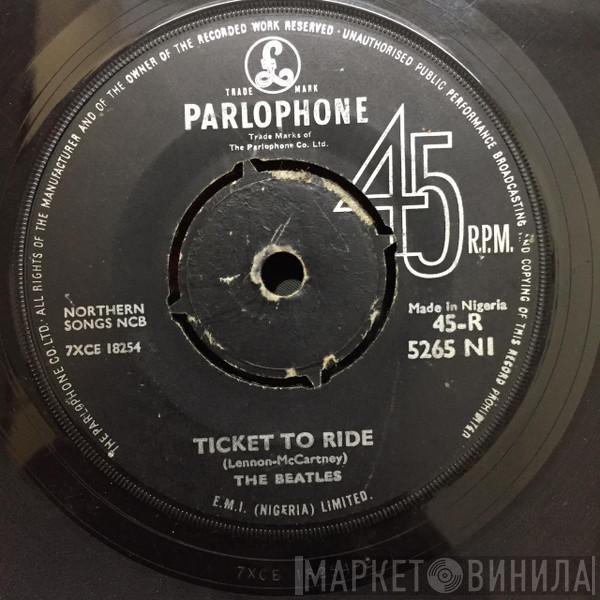 THE PARLOPHONE CO. LTD. ALL RIGHTS OF THE MANUFACTURER AND OF THE OWNER OF THE RECORDED WORK RESERVED · UNAUTHORISED PUBLIC PERFORMANCE BROADCASTING AND COPYING OF THIS RECORD PROHIBITED
£
TRADE MARK
PARLOPHONE
Trade Marks of
The Parlophone Co. Ltd.
45
R.P.M.
NORTHERN
SONGS NCB
7XCE 18254
Made in Nigeria
45-R
5265 NI
TICKET TO RIDE
(Lennon-McCartney)
THE BEATLES
E.M.I. (NIGERIA) LIMITED.
7XCE
МАРКЕТ ВИНИЛА